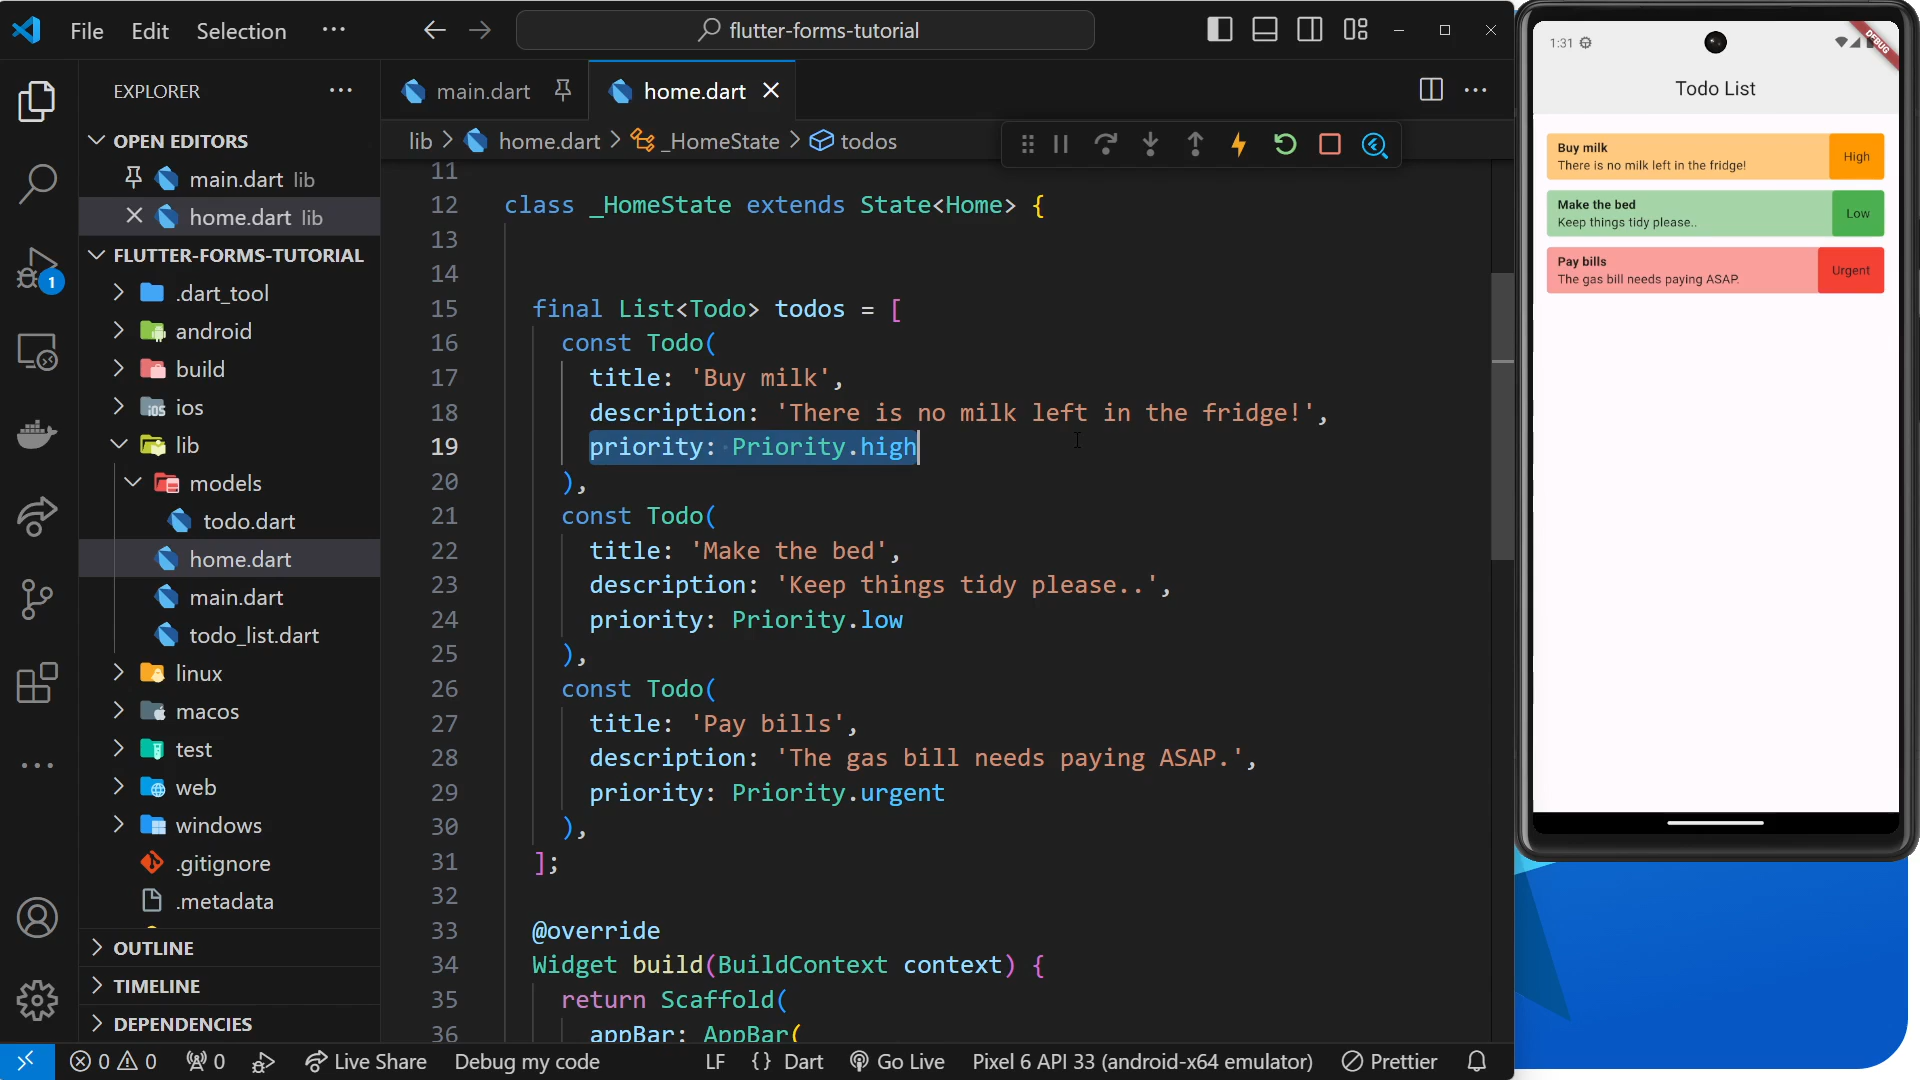 File Edit Selection ··· flutter-forms-tutorial
EXPLORER ···
OPEN EDITORS
main.dart lib
home.dart lib
FLUTTER-FORMS-TUTORIAL
.dart_tool
android
build
ios
lib
models
todo.dart
home.dart
main.dart
todo_list.dart
linux
macos
test
web
windows
.gitignore
.metadata
OUTLINE
TIMELINE
DEPENDENCIES
1
main.dart home.dart
lib > home.dart > _HomeState > todos
11
12 class _HomeState extends State<Home> {
13
14
15 final List<Todo> todos = [
16 const Todo(
17 title: 'Buy milk',
18 description: 'There is no milk left in the fridge!',
19 priority: Priority.high
20 ),
21 const Todo(
22 title: 'Make the bed',
23 description: 'Keep things tidy please..',
24 priority: Priority.low
25 ),
26 const Todo(
27 title: 'Pay bills',
28 description: 'The gas bill needs paying ASAP.',
29 priority: Priority.urgent
30 ),
31 ];
32
33 @override
34 Widget build(BuildContext context) {
35 return Scaffold(
36 appBar: AppBar(
0 0 0 Live Share Debug my code LF {} Dart Go Live Pixel 6 API 33 (android-x64 emulator) Prettier
1:31
DEBUG
Todo List
Buy milk
There is no milk left in the fridge!
High
Make the bed
Keep things tidy please..
Low
Pay bills
The gas bill needs paying ASAP.
Urgent